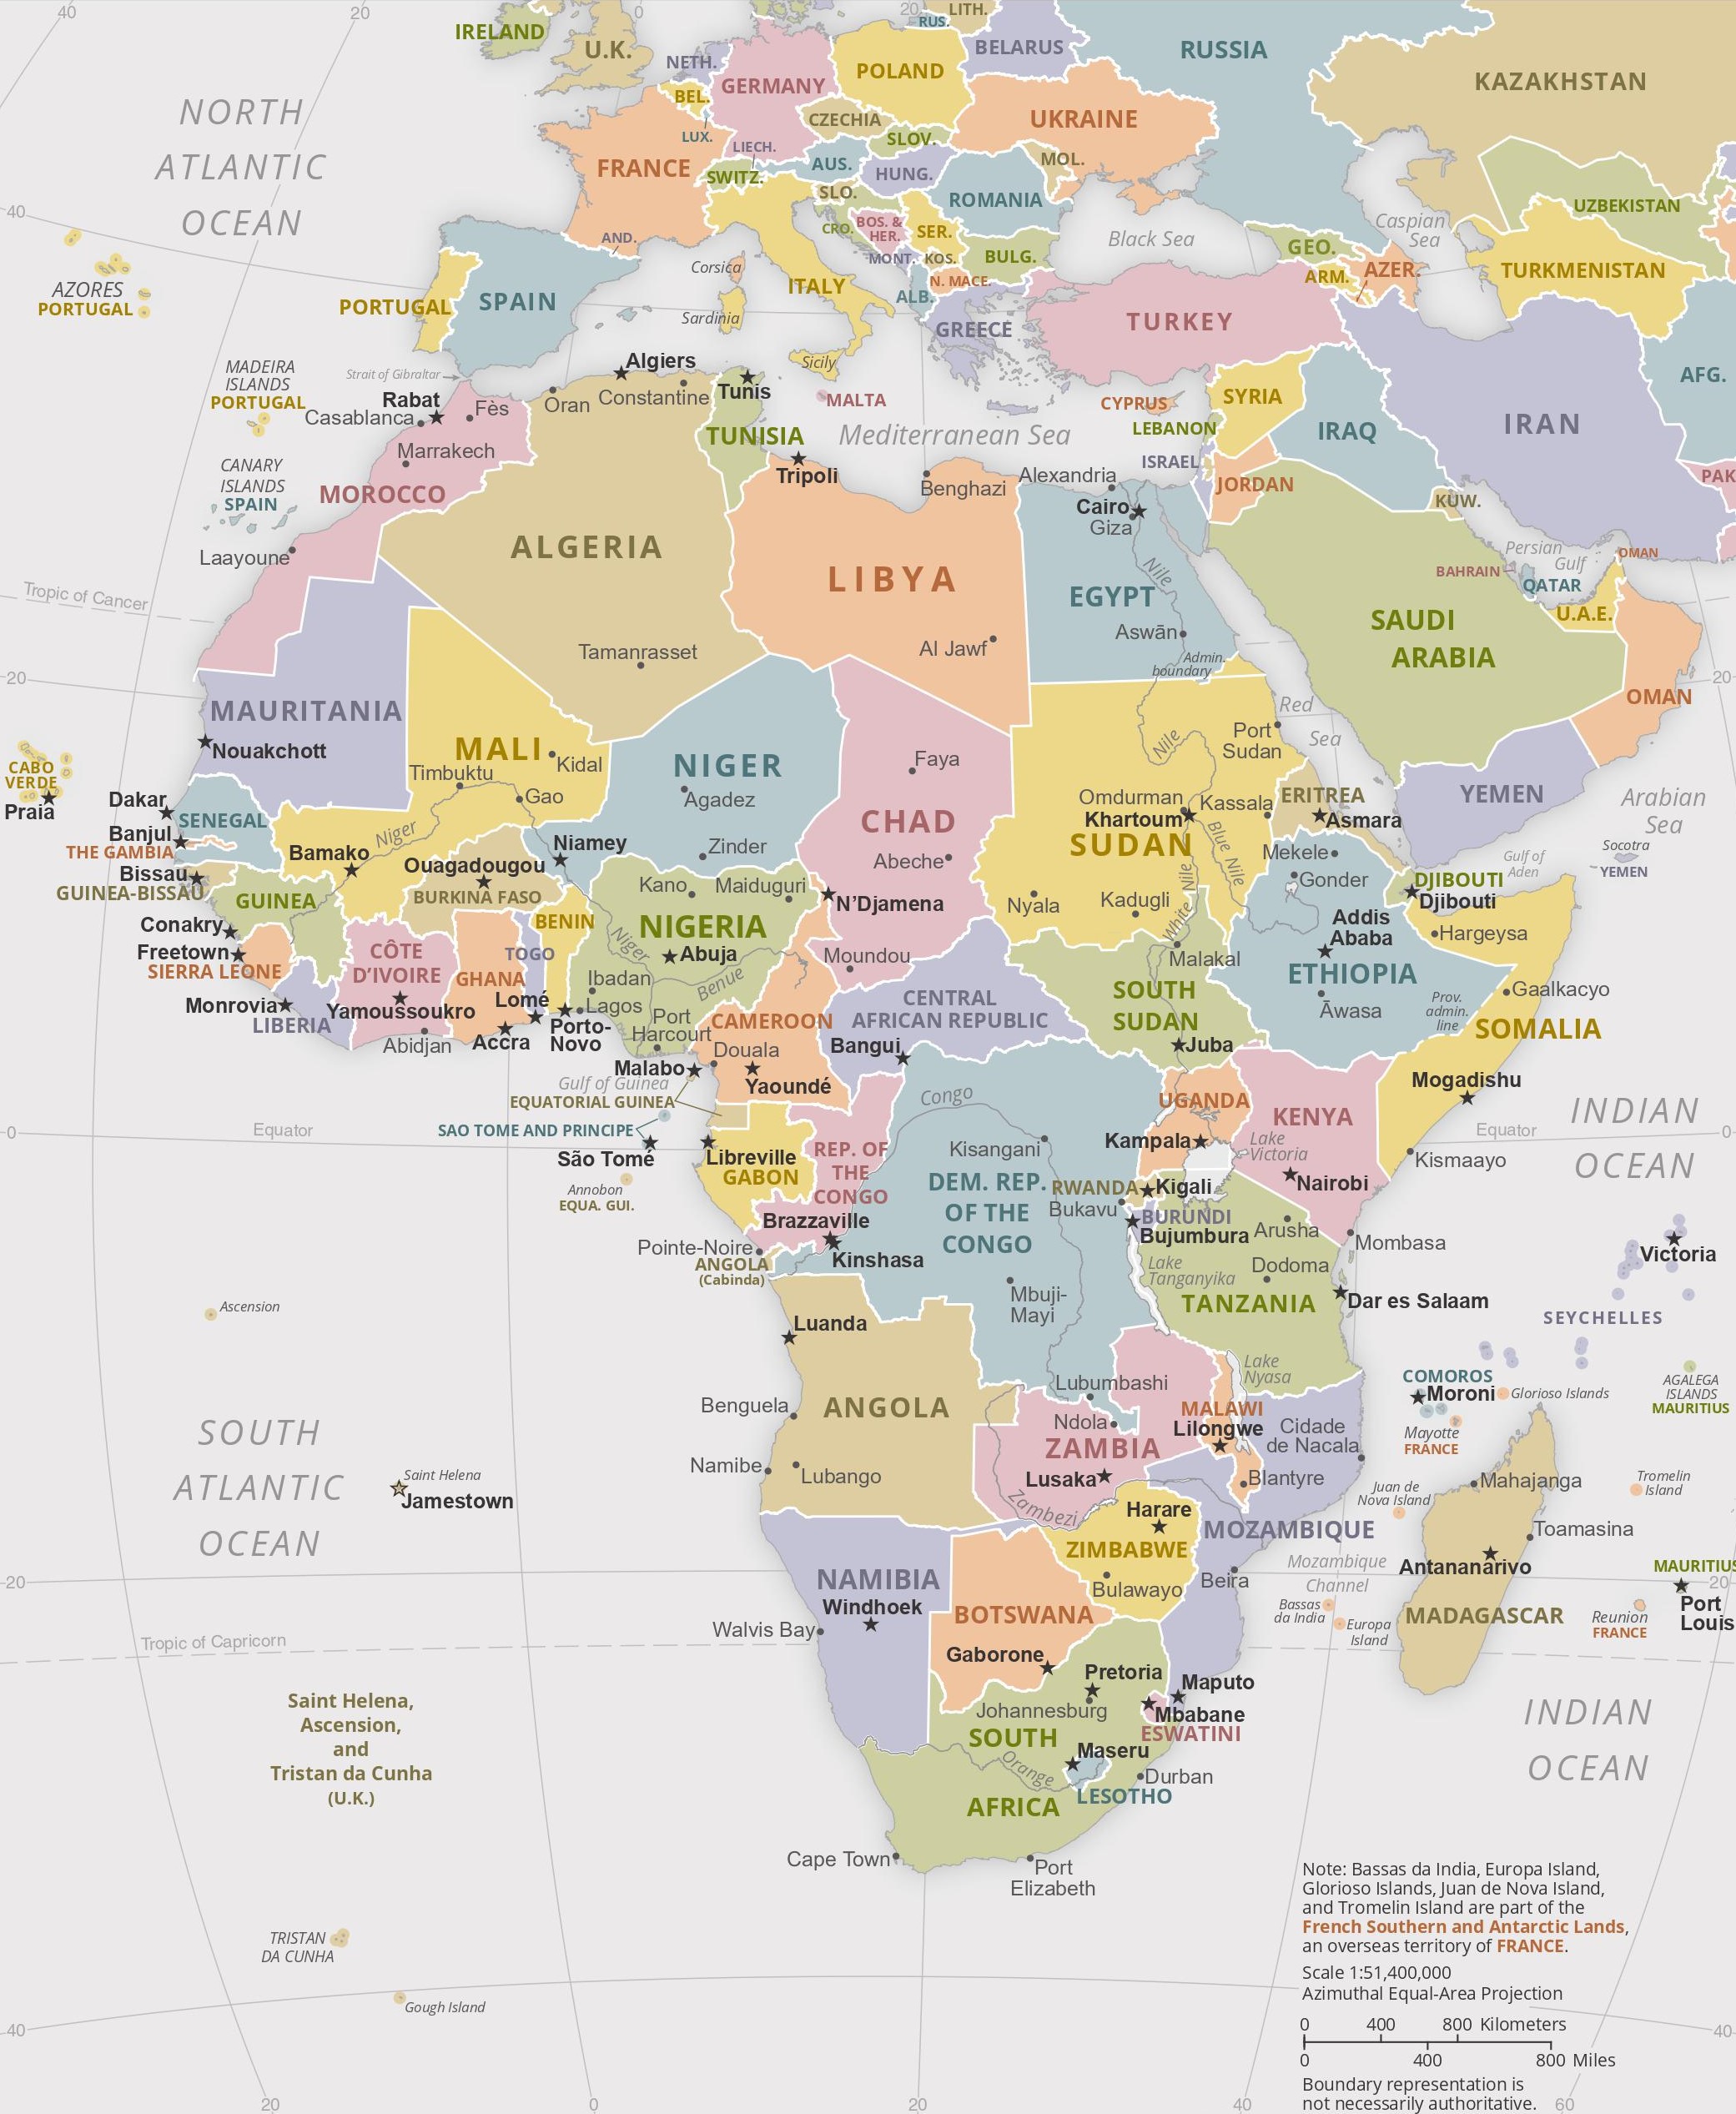 40
20
0
20
IRELAND
U.K.
NETH.
BEL.
LUX.
GERMANY
LIECH.
RUS.
LITH.
POLAND
BELARUS
RUSSIA
KAZAKHSTAN
CZECHIA
SLOV.
UKRAINE
MOL.
FRANCE
SWITZ.
AUS.
HUNG.
SLO.
CRO.
BOS. &
HER.
SER.
ROMANIA
MONT.
KOS.
BULG.
N. MACE.
ALB.
GREECE
ITALY
AND.
Corsica
Sardinia
Sicily
SPAIN
PORTUGAL
Black Sea
Caspian
Sea
GEO.
ARM.
AZER.
UZBEKISTAN
TURKMENISTAN
TURKEY
AFG.
PAK
NORTH
ATLANTIC
OCEAN
40
AZORES
PORTUGAL
MADEIRA
ISLANDS
PORTUGAL
CANARY
ISLANDS
SPAIN
Strait of Gibraltar
Rabat
Casablanca
Fès
Marrakech
MOROCCO
Laayoune
Oran
Algiers
Constantine
Tunis
TUNISIA
MALTA
Mediterranean Sea
CYPRUS
LEBANON
ISRAEL
SYRIA
JORDAN
IRAQ
IRAN
KUW.
Persian
Gulf
BAHRAIN
QATAR
OMAN
U.A.E.
SAUDI
ARABIA
OMAN
YEMEN
Tripoli
Benghazi
Alexandria
Cairo
Giza
Nile
ALGERIA
Tamanrasset
LIBYA
Al Jawf
EGYPT
Aswān
Admin.
boundary
Tropic of Cancer
20
20
Red
Sea
Arabian
Sea
Socotra
YEMEN
Gulf of
Aden
MAURITANIA
Nouakchott
MALI
Timbuktu
Kidal
Gao
Niger
NIGER
Agadez
Zinder
Niamey
CHAD
Faya
Abeche
N’Djamena
Moundou
SUDAN
Nile
Port
Sudan
Omdurman
Khartoum
Kassala
Nyala
Kadugli
White Nile
Blue Nile
ERITREA
Asmara
Mekele
Gonder
DJIBOUTI
Djibouti
Addis
Ababa
ETHIOPIA
Āwasa
Prov.
admin.
line
Hargeysa
Gaalkacyo
SOMALIA
Mogadishu
Kismaayo
CABO
VERDE
Praia
Dakar
SENEGAL
Banjul
THE GAMBIA
Bissau
GUINEA-BISSAU
GUINEA
Conakry
Freetown
SIERRA LEONE
Monrovia
LIBERIA
Bamako
Ouagadougou
BURKINA FASO
CÔTE
D’IVOIRE
Yamoussoukro
Abidjan
GHANA
Accra
TOGO
Lomé
BENIN
Porto-
Novo
NIGERIA
Kano
Maiduguri
Abuja
Niger
Benue
Ibadan
Lagos
Port
Harcourt
CAMEROON
Douala
Yaoundé
CENTRAL
AFRICAN REPUBLIC
Bangui
SOUTH
SUDAN
Malakal
Juba
Malabo
Gulf of Guinea
EQUATORIAL GUINEA
SAO TOME AND PRINCIPE
São Tomé
Annobon
EQUA. GUI.
0
Equator
Libreville
GABON
REP. OF
THE
CONGO
Brazzaville
Pointe-Noire
ANGOLA
(Cabinda)
Kinshasa
Congo
Kisangani
DEM. REP.
OF THE
CONGO
Bukavu
Mbuji-
Mayi
Lubumbashi
UGANDA
Kampala
KENYA
Lake
Victoria
Nairobi
Mombasa
RWANDA
Kigali
BURUNDI
Bujumbura
Lake
Tanganyika
Arusha
Dodoma
TANZANIA
Dar es Salaam
Equator
0
INDIAN
OCEAN
Victoria
SEYCHELLES
Ascension
Luanda
ANGOLA
Benguela
Namibe
Lubango
ZAMBIA
Ndola
Lusaka
Zambezi
MALAWI
Lilongwe
Lake
Nyasa
Blantyre
Cidade
de Nacala
MOZAMBIQUE
Beira
COMOROS
Moroni
Glorioso Islands
Mayotte
FRANCE
AGALEGA
ISLANDS
MAURITIUS
Juan de
Nova Island
Mahajanga
Tromelin
Island
Toamasina
Antananarivo
MADAGASCAR
Mozambique
Channel
Bassas
da India
Europa
Island
Reunion
FRANCE
MAURITIUS
Port
Louis
20
SOUTH
ATLANTIC
OCEAN
Saint Helena
Jamestown
20
Harare
ZIMBABWE
Bulawayo
NAMIBIA
Windhoek
Walvis Bay
BOTSWANA
Gaborone
Tropic of Capricorn
Pretoria
Johannesburg
Maputo
Mbabane
ESWATINI
SOUTH
AFRICA
Orange
Maseru
LESOTHO
Durban
Cape Town
Port
Elizabeth
INDIAN
OCEAN
Saint Helena,
Ascension,
and
Tristan da Cunha
(U.K.)
TRISTAN
DA CUNHA
Gough Island
Note: Bassas da India, Europa Island,
Glorioso Islands, Juan de Nova Island,
and Tromelin Island are part of the
French Southern and Antarctic Lands,
an overseas territory of FRANCE.
Scale 1:51,400,000
Azimuthal Equal-Area Projection
0 400 800 Kilometers
0 400 800 Miles
Boundary representation is
not necessarily authoritative.
40
40
20
0
20
40
60